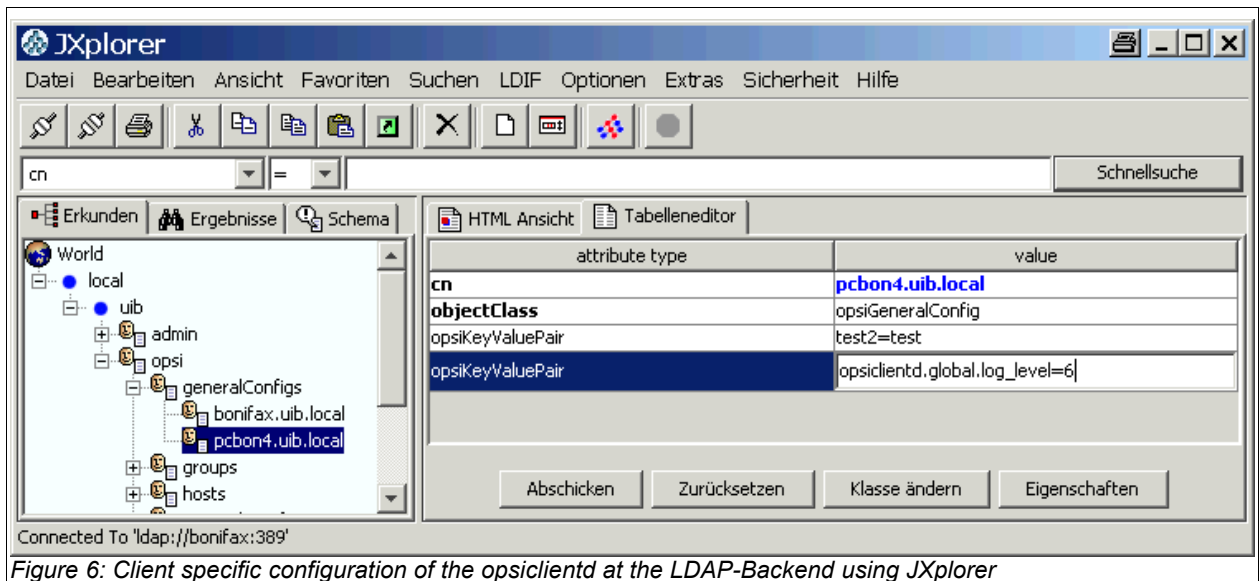 JXplorer
Datei Bearbeiten Ansicht Favoriten Suchen LDIF Optionen Extras Sicherheit Hilfe
cn = Schnellsuche
Erkunden Ergebnisse Schema HTML Ansicht Tabelleneditor
World
local
uib
admin
opsi
generalConfigs
bonifax.uib.local
pcbon4.uib.local
groups
hosts
attribute type value
cn pcbon4.uib.local
objectClass opsiGeneralConfig
opsiKeyValuePair test2=test
opsiKeyValuePair opsiclientd.global.log_level=6
Abschicken Zurücksetzen Klasse ändern Eigenschaften
Connected To 'ldap://bonifax:389'
Figure 6: Client specific configuration of the opsiclientd at the LDAP-Backend using JXplorer